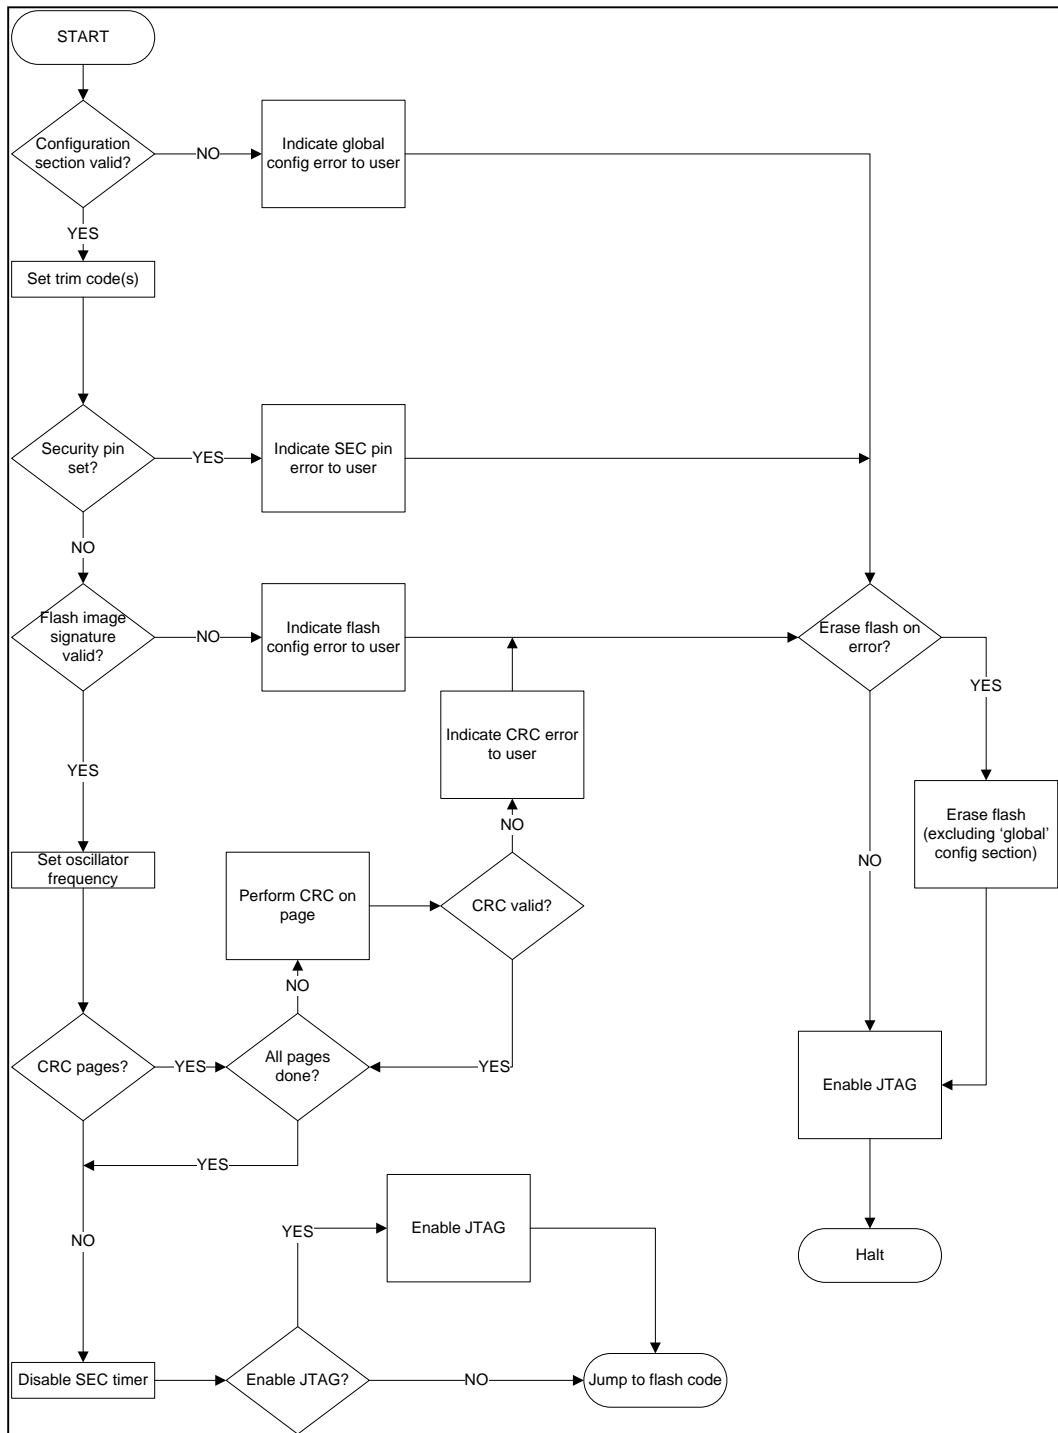 START
Configuration
section valid?
NO
Indicate global
config error to user
YES
Set trim code(s)
Security pin
set?
YES
Indicate SEC pin
error to user
NO
Flash image
signature
valid?
NO
Indicate flash
config error to user
Erase flash on
error?
YES
Indicate CRC error
to user
YES
NO
Erase flash
(excluding ‘global’
config section)
NO
Set oscillator
frequency
Perform CRC on
page
CRC valid?
NO
CRC pages?
YES
All pages
done?
YES
Enable JTAG
YES
NO
YES
Enable JTAG
Halt
Disable SEC timer
Enable JTAG?
NO
Jump to flash code